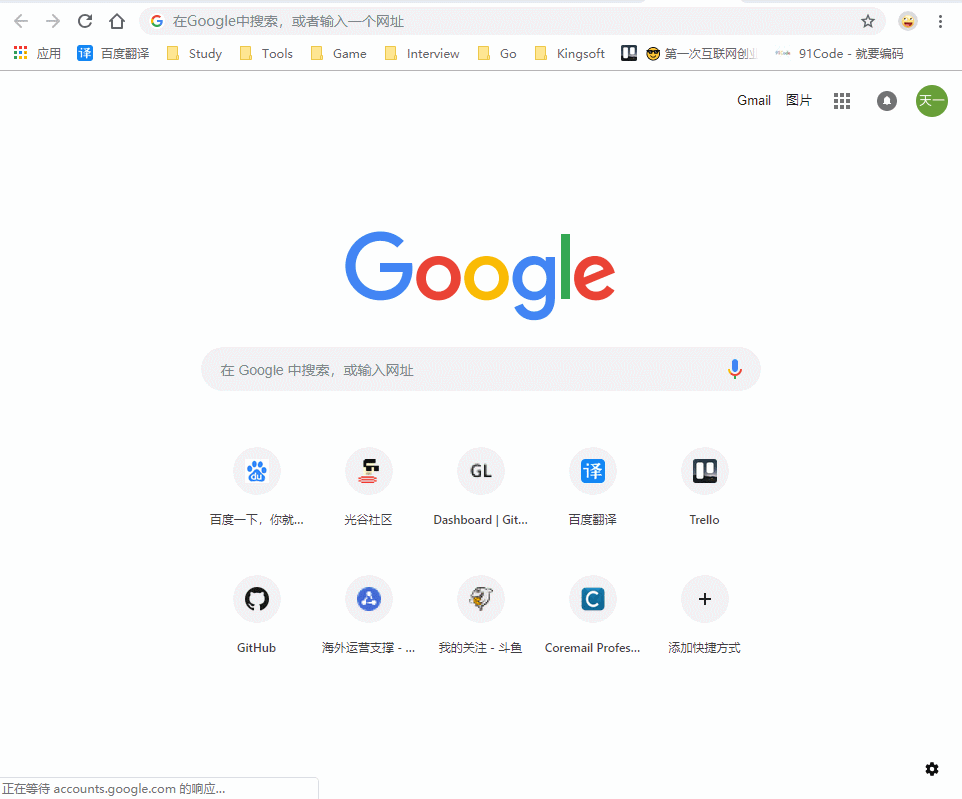 在Google中搜索，或者输入一个网址
应用 译 百度翻译 Study Tools Game Interview Go Kingsoft 第一次互联网创业 91Code - 就要编码
Gmail 图片 天一
Google
在 Google 中搜索，或输入网址
du GL 译
百度一下，你就... 光谷社区 Dashboard | Git... 百度翻译 Trello
C
GitHub 海外运营支撑 - ... 我的关注 - 斗鱼 Coremail Profes... 添加快捷方式
正在等待 accounts.google.com 的响应...